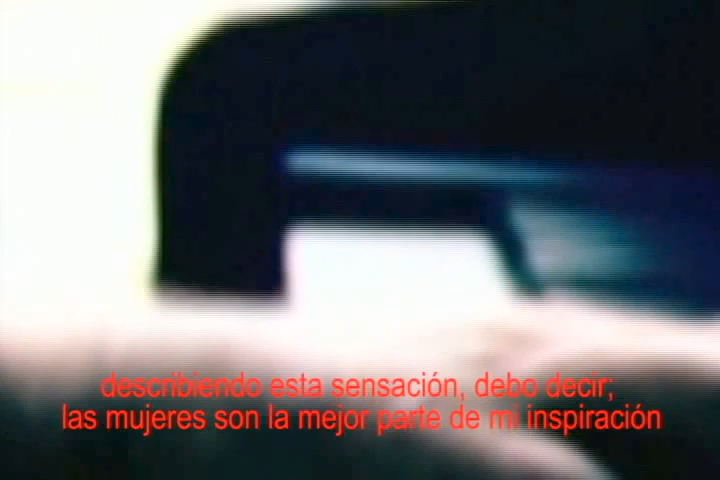 describiendo esta sensación, debo decir;
las mujeres son la mejor parte de mi inspiración